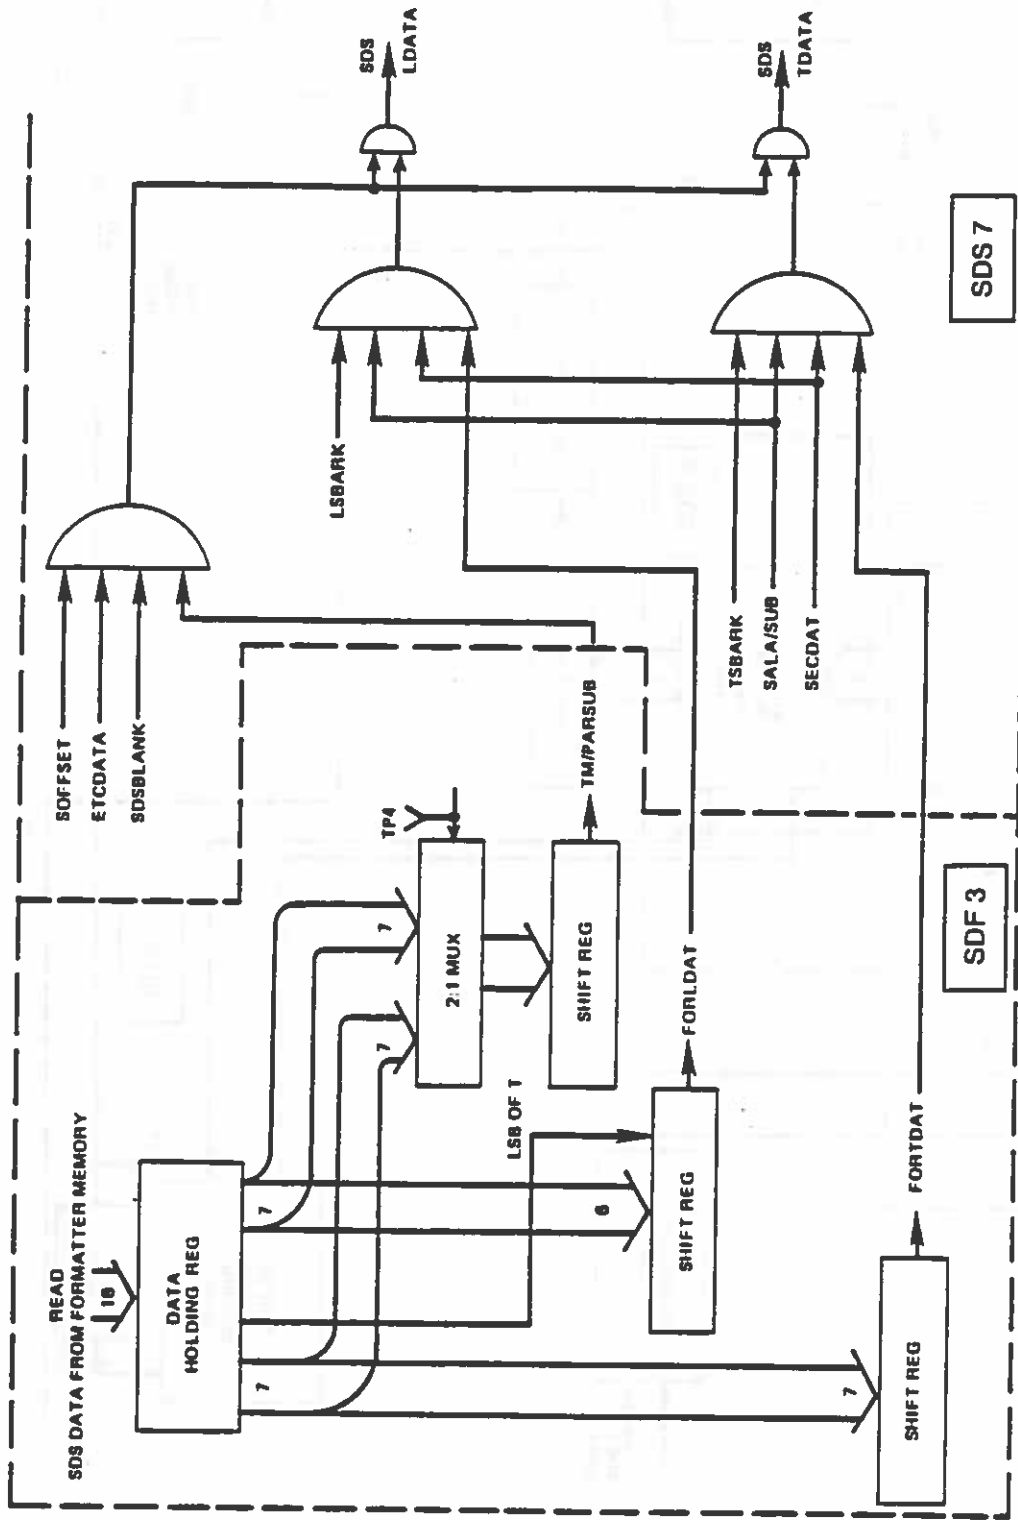 READ
SDS DATA FROM FORMATTER MEMORY
16
DATA
HOLDING REG
7
7
7
7
6
7
LSB OF T
2:1 MUX
TP4
SHIFT REG
TM/PARSUB
SHIFT REG
FORLDAT
SHIFT REG
FORTDAT
SDF 3
SOFFSET
ETCDATA
SDSBLANK
LSBARK
TSBARK
SALA/SUB
SECDAT
SDS
LDATA
SDS
TDATA
SDS 7